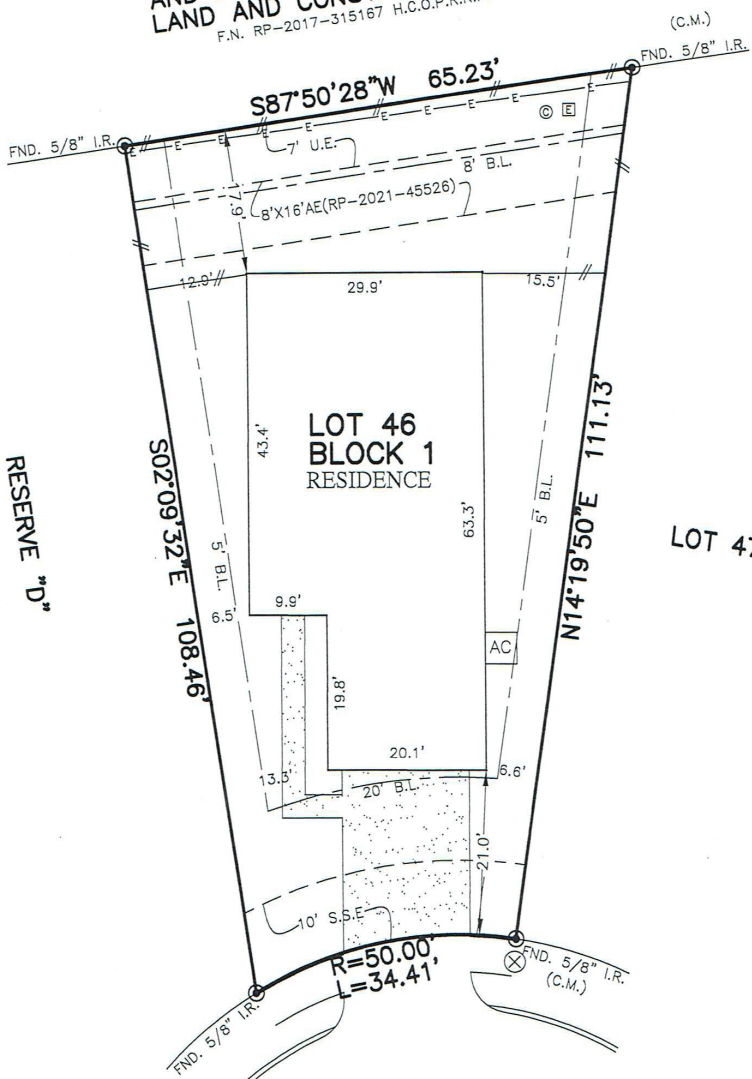 LAND AND
F.N. RP-2017-315167
(C.M.)
FND. 5/8" I.R.
S87°50'28"W 65.23'
FND. 5/8" I.R.
E E E E E E E E E
© E
7' U.E.
8' B.L.
17.9'
8'X16'AE(RP-2021-45526)
12.9'
29.9'
15.5'
LOT 46
BLOCK 1
RESIDENCE
43.4'
63.3'
S02°09'32"E 108.46'
N14°19'50"E 111.13'
5' B.L.
5' B.L.
RESERVE "D"
LOT 47
6.5'
9.9'
AC
19.8'
20.1'
13.3'
20' B.L.
6.6'
21.0'
10' S.S.E
R=50.00'
L=34.41'
FND. 5/8" I.R.
(C.M.)
FND. 5/8" I.R.